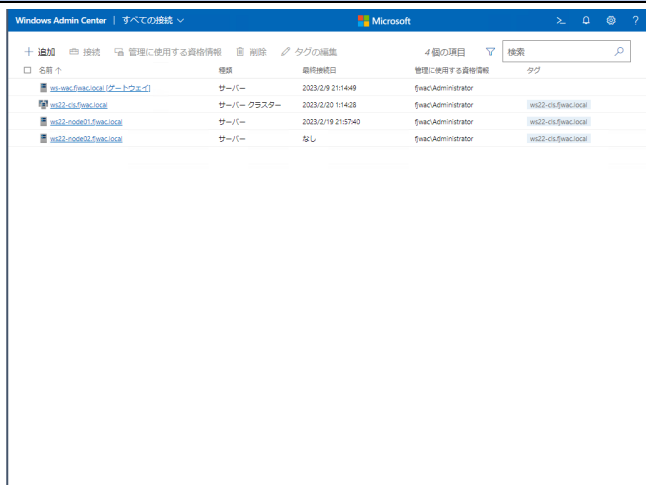 Windows Admin Center | すべての接続 Microsoft
追加 接続 管理に使用する資格情報 削除 タグの編集 4 個の項目 検索
名前 種類 最終接続日 管理に使用する資格情報 タグ
ws-wac.fjwac.local [ゲートウェイ] サーバー 2023/2/9 21:14:49 fjwac\Administrator
ws22-cls.fjwac.local サーバー クラスター 2023/2/20 1:14:28 fjwac\Administrator ws22-cls.fjwac.local
ws22-node01.fjwac.local サーバー 2023/2/19 21:57:40 fjwac\Administrator ws22-cls.fjwac.local
ws22-node02.fjwac.local サーバー なし fjwac\Administrator ws22-cls.fjwac.local